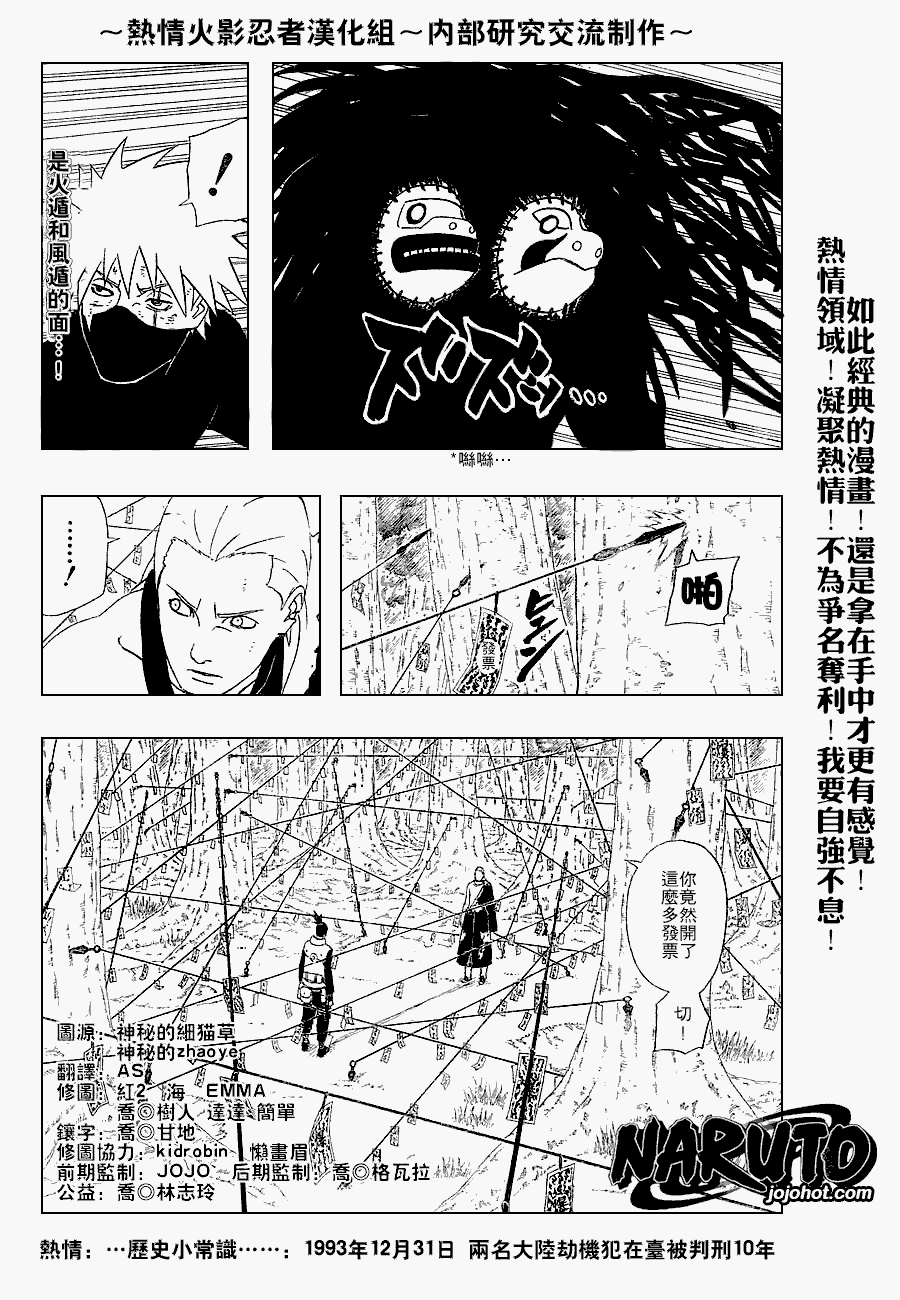 ～熱情火影忍者漢化組～内部研究交流制作～
如此經典的漫畫！還是拿在手中才更有感覺！
熱情領域！凝聚熱情！不為爭名奪利！我要自強不息！
ズズズッ…
*噝噝…
！
是火遁和風遁的面…！
啪
發票
……！
你竟然開了
這麼多發票
切！
圖源：神秘的細猫草
神秘的zhaoye
翻譯：AS
修圖：紅2 海 EMMA
喬◎樹人 達達 簡單
鑲字：喬◎甘地
修圖協力：kidrobin 懶畫眉
前期監制：JOJO 后期監制：喬◎格瓦拉
公益：喬◎林志玲
NARUTO
jojohot.com
熱情：…歷史小常識……：1993年12月31日 兩名大陸劫機犯在臺被判刑10年